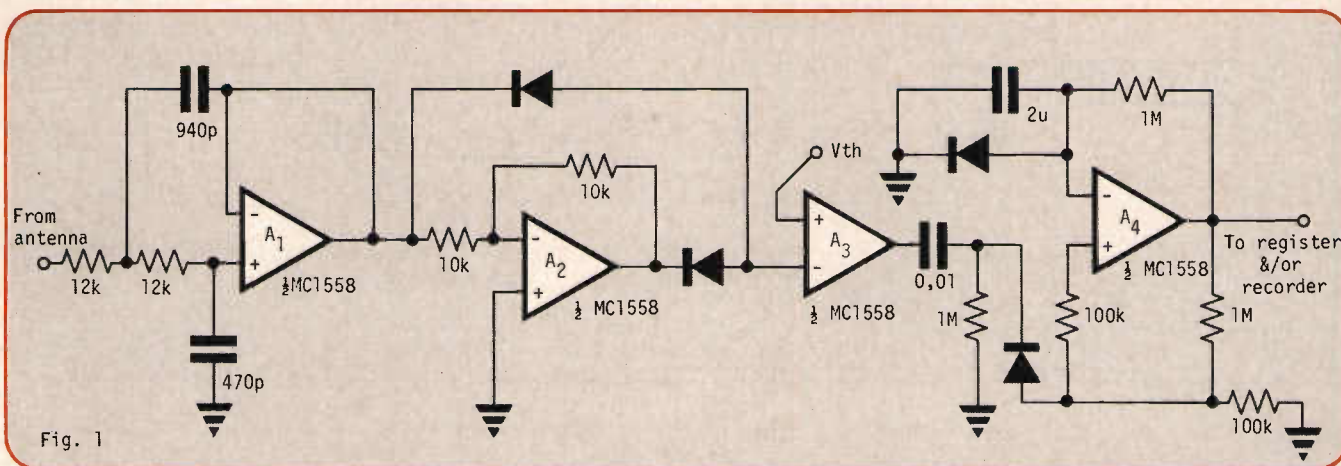 940p
2u
1M
Vth
10k
From
antenna
12k
12k
A1
½MC1558
10k
A2
½ MC1558
A3
½ MC1558
0,01
1M
100k
A4
½ MC1558
To register
&/or
recorder
1M
470p
100k
Fig. 1